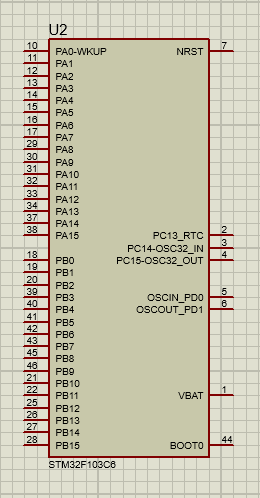 U2
10 PA0-WKUP NRST 7
11 PA1
12 PA2
13 PA3
14 PA4
15 PA5
16 PA6
17 PA7
29 PA8
30 PA9
31 PA10
32 PA11
33 PA12
34 PA13
37 PA14
38 PA15 PC13_RTC 2
PC14-OSC32_IN 3
18 PB0 PC15-OSC32_OUT 4
19 PB1
20 PB2
39 PB3 OSCIN_PD0 5
40 PB4 OSCOUT_PD1 6
41 PB5
42 PB6
43 PB7
45 PB8
46 PB9
21 PB10
22 PB11 VBAT 1
25 PB12
26 PB13
27 PB14
28 PB15 BOOT0 44
STM32F103C6